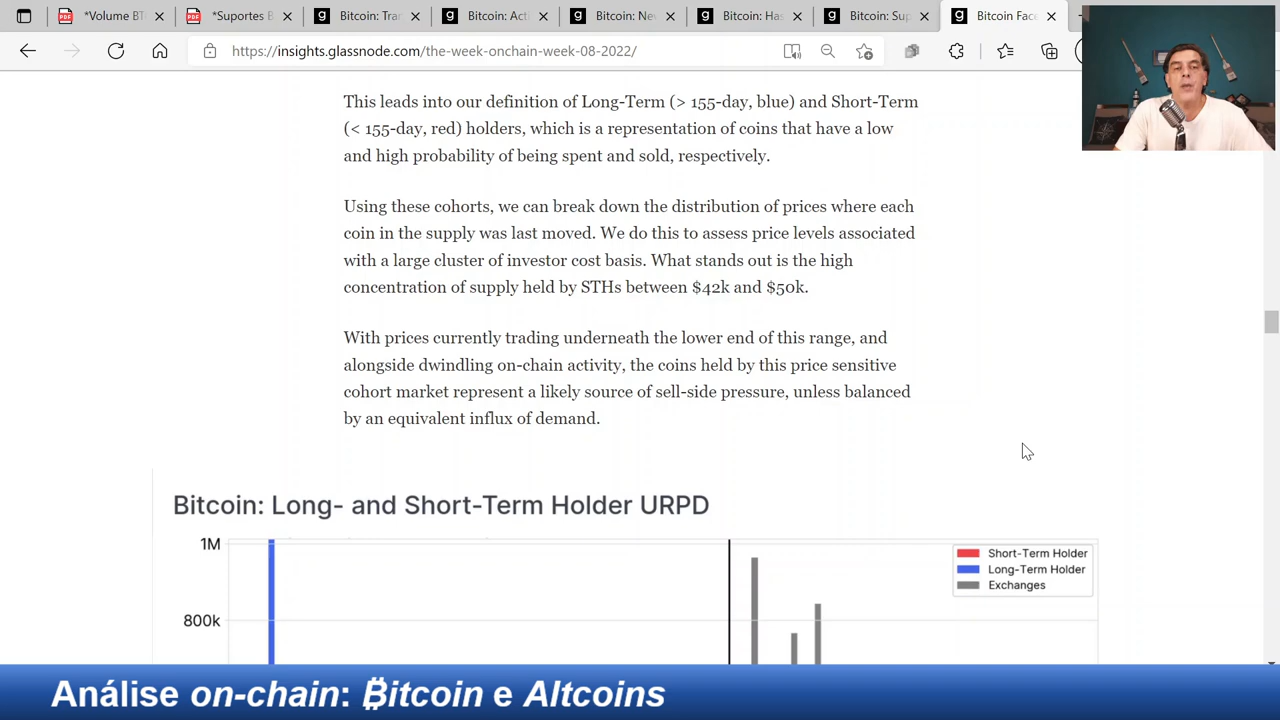 *Volume BT
*Suportes B
Bitcoin: Tra
Bitcoin: Act
Bitcoin: Ne
Bitcoin: Has
Bitcoin: Sup
Bitcoin Face
https://insights.glassnode.com/the-week-onchain-week-08-2022/
This leads into our definition of Long-Term (> 155-day, blue) and Short-Term
(< 155-day, red) holders, which is a representation of coins that have a low
and high probability of being spent and sold, respectively.
Using these cohorts, we can break down the distribution of prices where each
coin in the supply was last moved. We do this to assess price levels associated
with a large cluster of investor cost basis. What stands out is the high
concentration of supply held by STHs between $42k and $50k.
With prices currently trading underneath the lower end of this range, and
alongside dwindling on-chain activity, the coins held by this price sensitive
cohort market represent a likely source of sell-side pressure, unless balanced
by an equivalent influx of demand.
Bitcoin: Long- and Short-Term Holder URPD
1M
Short-Term Holder
Long-Term Holder
Exchanges
800k
Análise on-chain: ₿itcoin e Altcoins